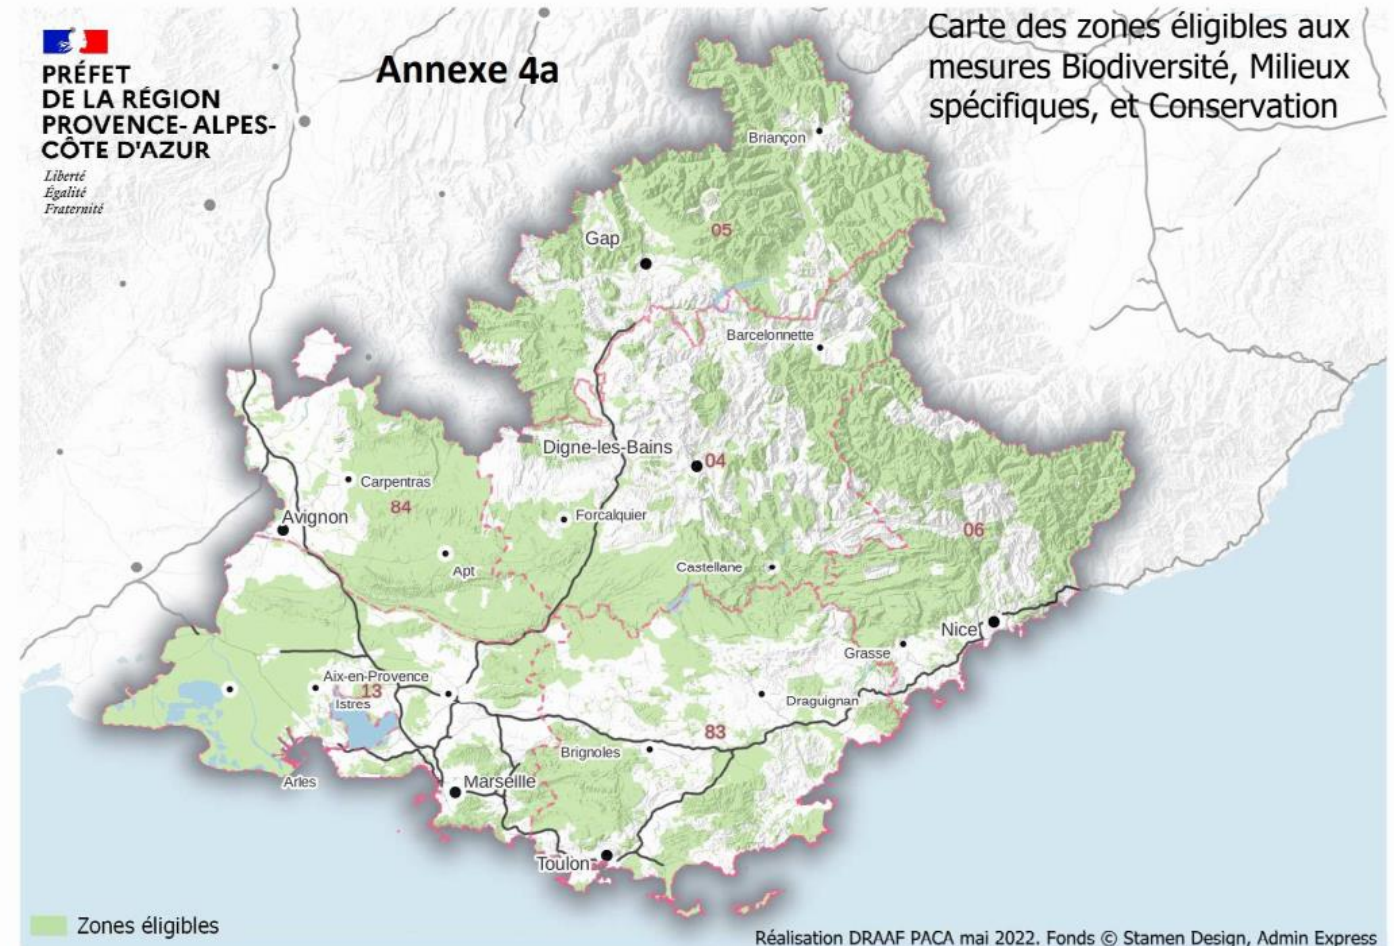 PRÉFET
DE LA RÉGION
PROVENCE- ALPES-
CÔTE D'AZUR
Liberté
Égalité
Fraternité
Annexe 4a
Carte des zones éligibles aux
mesures Biodiversité, Milieux
spécifiques, et Conservation
Briançon
05
Gap
Barcelonnette
Digne-les-Bains
04
Carpentras
84
Avignon
Forcalquier
06
Apt
Castellane
Nice
Grasse
Aix-en-Provence
13
Istres
Draguignan
83
Brignoles
Arles
Marseille
Toulon
Zones éligibles
Réalisation DRAAF PACA mai 2022. Fonds © Stamen Design, Admin Express